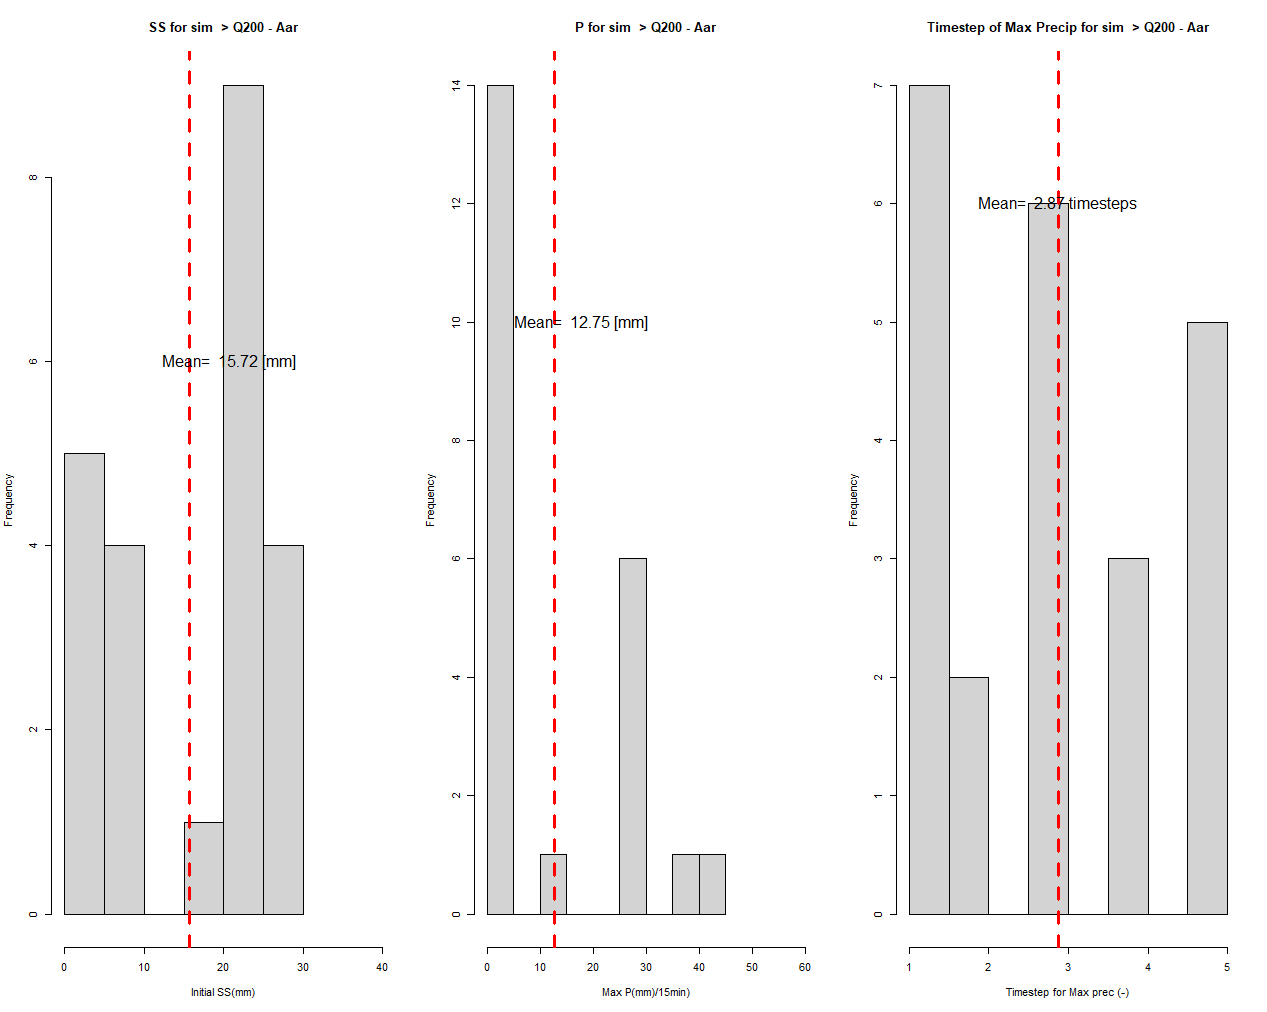 SS for sim > Q200 - Aar
Frequency
8
6
4
2
0
Mean= 15.72 [mm]
0 10 20 30 40
Initial SS(mm)
P for sim > Q200 - Aar
Frequency
14
12
10
8
6
4
2
0
Mean= 12.75 [mm]
0 10 20 30 40 50 60
Max P(mm)/15min)
Timestep of Max Precip for sim > Q200 - Aar
Frequency
7
6
5
4
3
2
1
0
Mean= 2.87 timesteps
1 2 3 4 5
Timestep for Max prec (-)